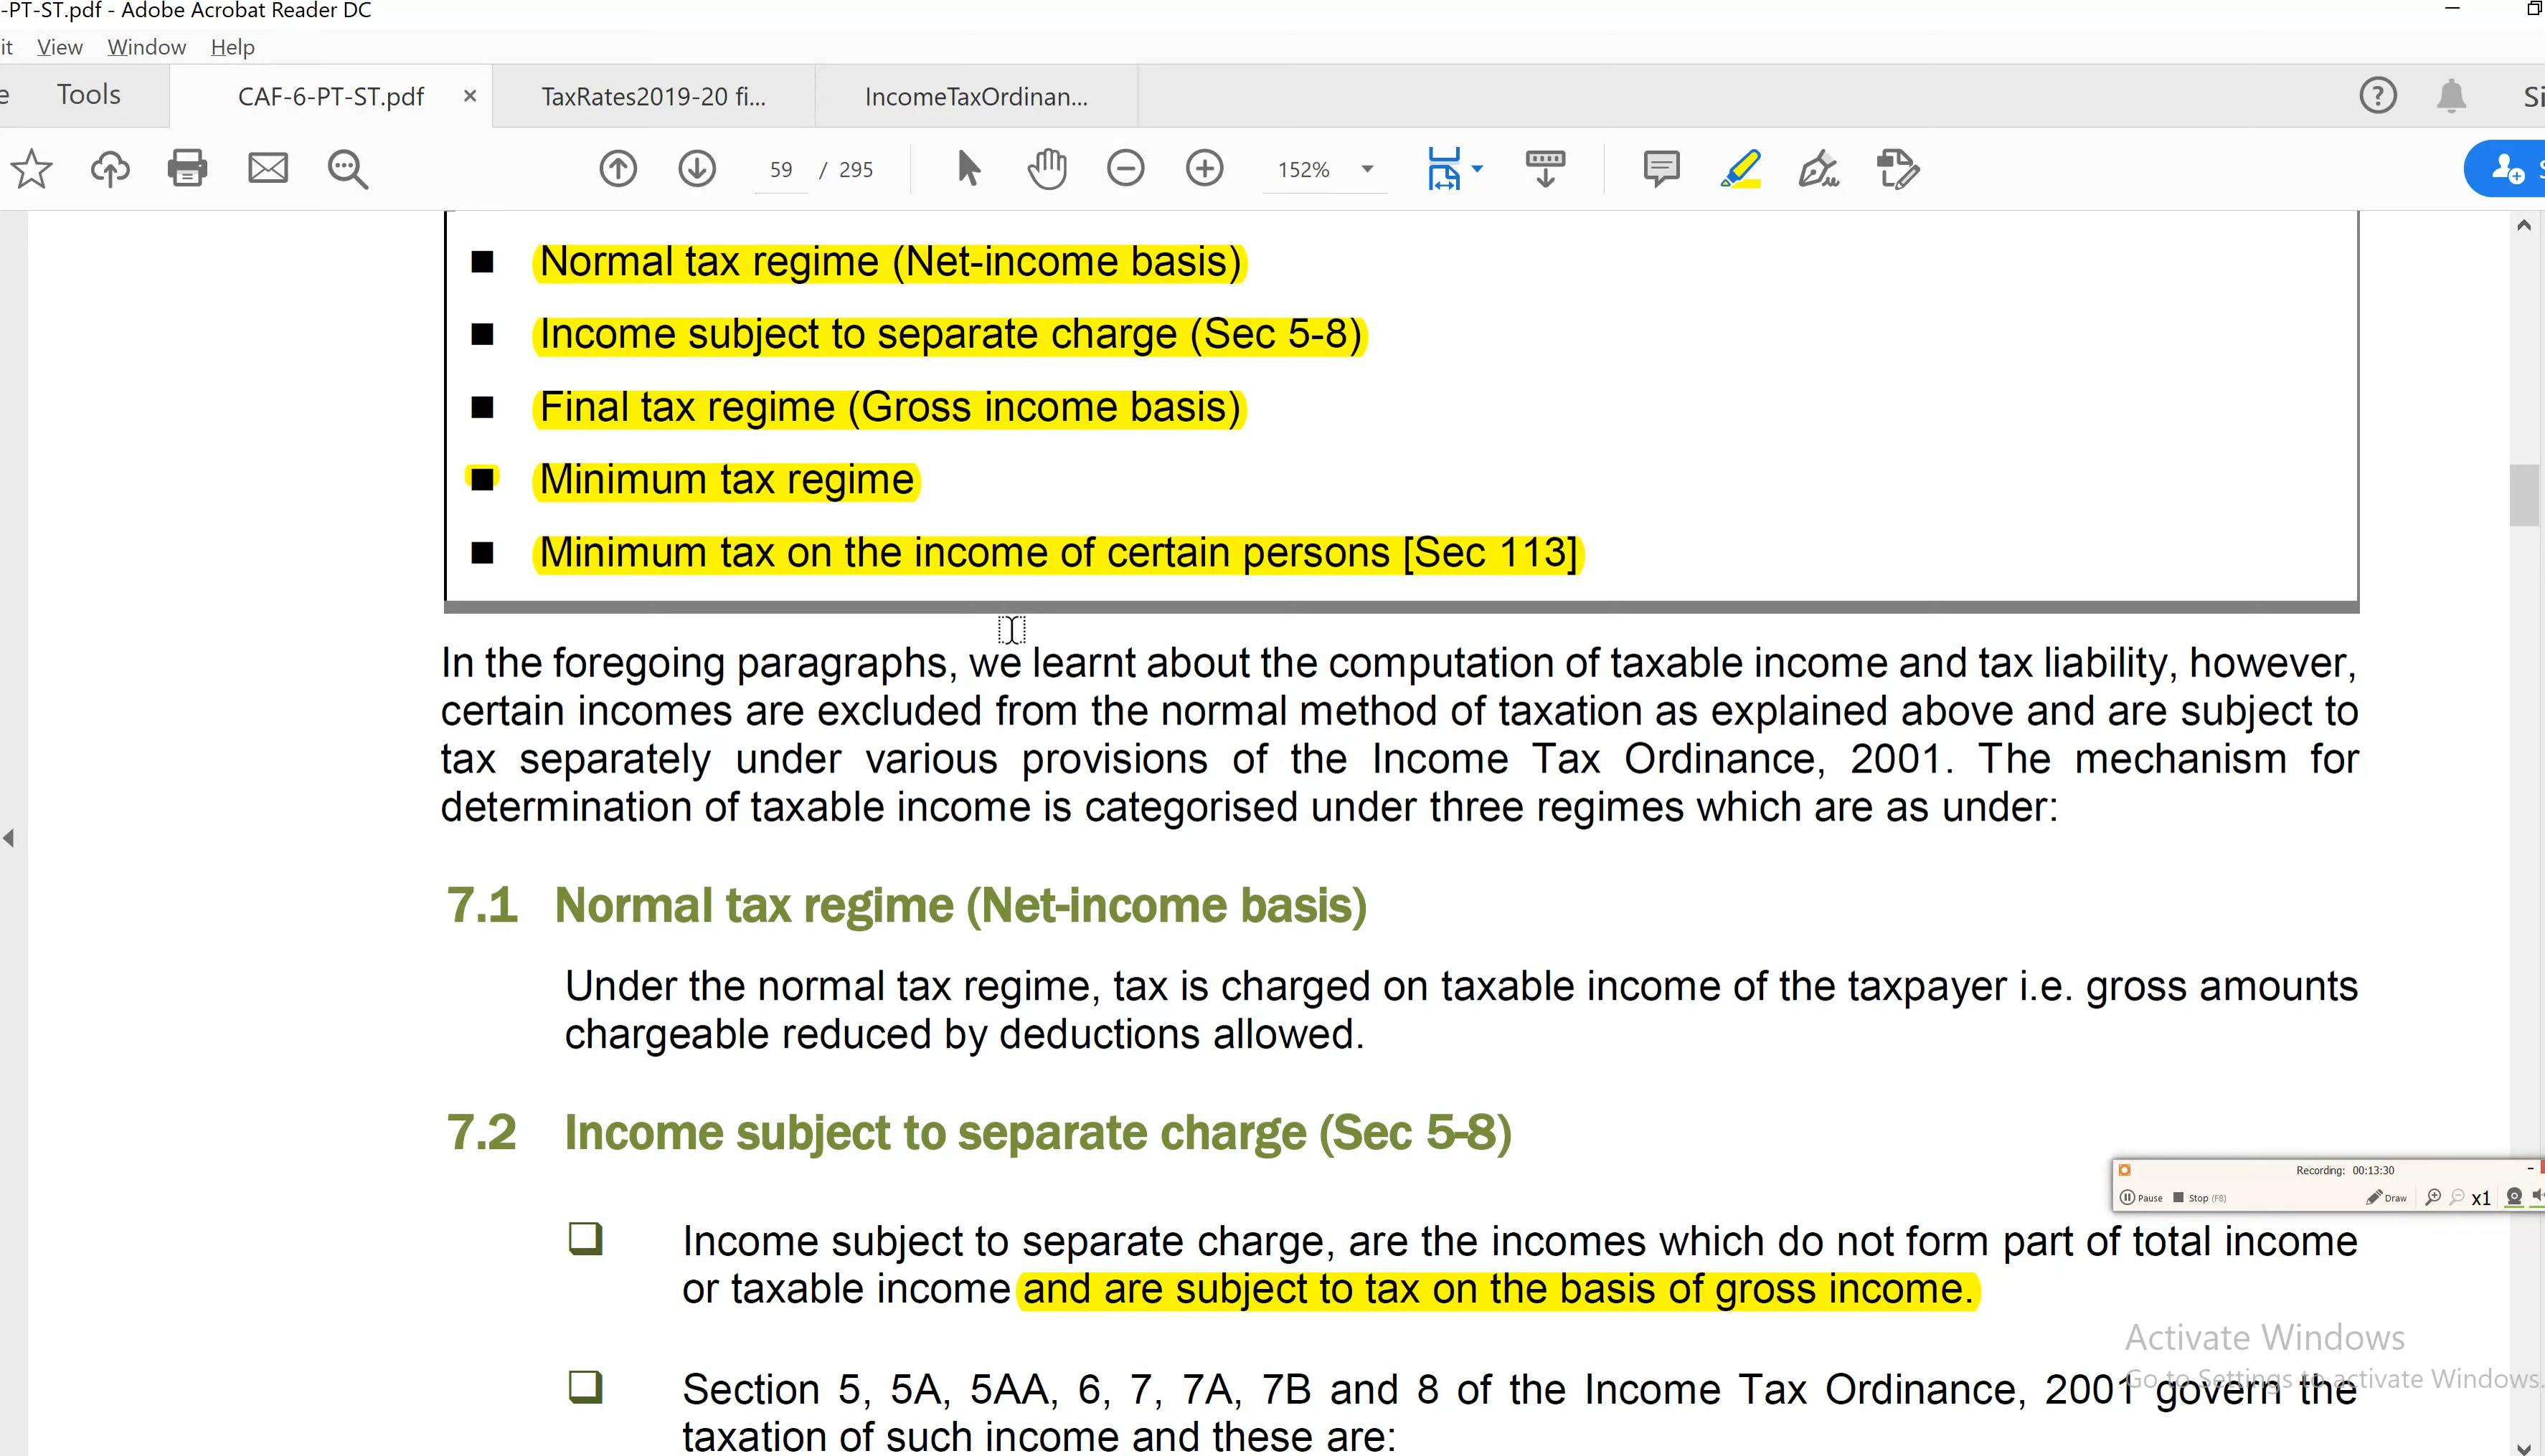 -PT-ST.pdf - Adobe Acrobat Reader DC
it View Window Help
e Tools CAF-6-PT-ST.pdf × TaxRates2019-20 fi... IncomeTaxOrdinan... ? Si
59 / 295 152% S
■ Normal tax regime (Net-income basis)
■ Income subject to separate charge (Sec 5-8)
■ Final tax regime (Gross income basis)
■ Minimum tax regime
■ Minimum tax on the income of certain persons [Sec 113]
In the foregoing paragraphs, we learnt about the computation of taxable income and tax liability, however,
certain incomes are excluded from the normal method of taxation as explained above and are subject to
tax separately under various provisions of the Income Tax Ordinance, 2001. The mechanism for
determination of taxable income is categorised under three regimes which are as under:
7.1 Normal tax regime (Net-income basis)
Under the normal tax regime, tax is charged on taxable income of the taxpayer i.e. gross amounts
chargeable reduced by deductions allowed.
7.2 Income subject to separate charge (Sec 5-8)
Recording: 00:13:30
Pause Stop (F8) Draw x1
❑ Income subject to separate charge, are the incomes which do not form part of total income
or taxable income and are subject to tax on the basis of gross income.
Activate Windows
Go to Settings to activate Windows.
❑ Section 5, 5A, 5AA, 6, 7, 7A, 7B and 8 of the Income Tax Ordinance, 2001 govern the
taxation of such income and these are: